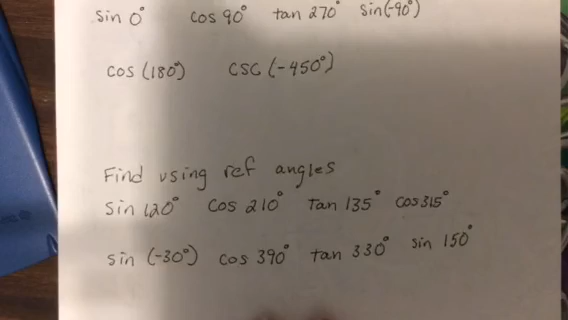 sin 0° cos 90° tan 270° sin(-90°)
cos (180°) csc (-450°)
Find using ref angles
sin 120° cos 210° Tan 135° cos 315°
sin (-30°) cos 390° tan 330° sin 150°